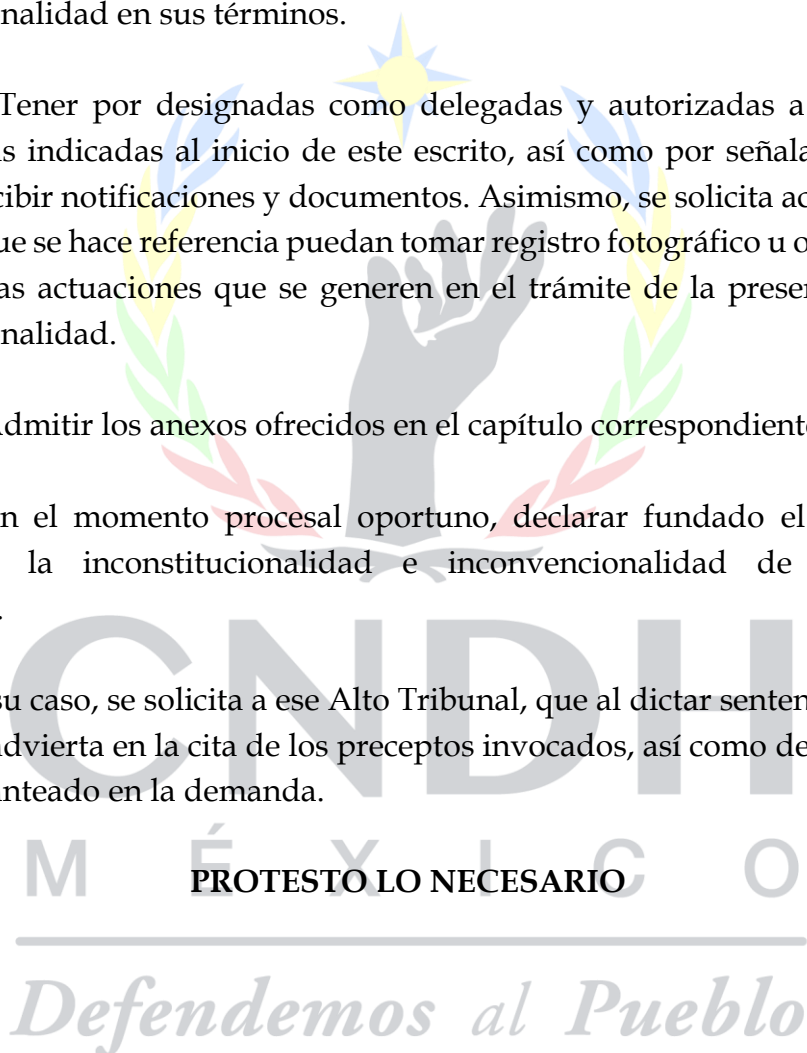 nalidad en sus términos.
Tener por designadas como delegadas y autorizadas a
s indicadas al inicio de este escrito, así como por señala
cibir notificaciones y documentos. Asimismo, se solicita ac
ue se hace referencia puedan tomar registro fotográfico u o
as actuaciones que se generen en el trámite de la preser
nalidad.
Admitir los anexos ofrecidos en el capítulo correspondiente
n el momento procesal oportuno, declarar fundado el
la inconstitucionalidad e inconvencionalidad de
.
su caso, se solicita a ese Alto Tribunal, que al dictar senten
advierta en la cita de los preceptos invocados, así como de
anteado en la demanda.
CNDH
MÉXICO
PROTESTO LO NECESARIO
Defendemos al Pueblo